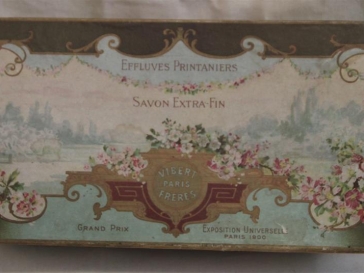 EFFLUVES PRINTANIERS
SAVON EXTRA-FIN
VIBERT
PARIS
FRÈRES
GRAND PRIX
EXPOSITION UNIVERSELLE
PARIS 1900